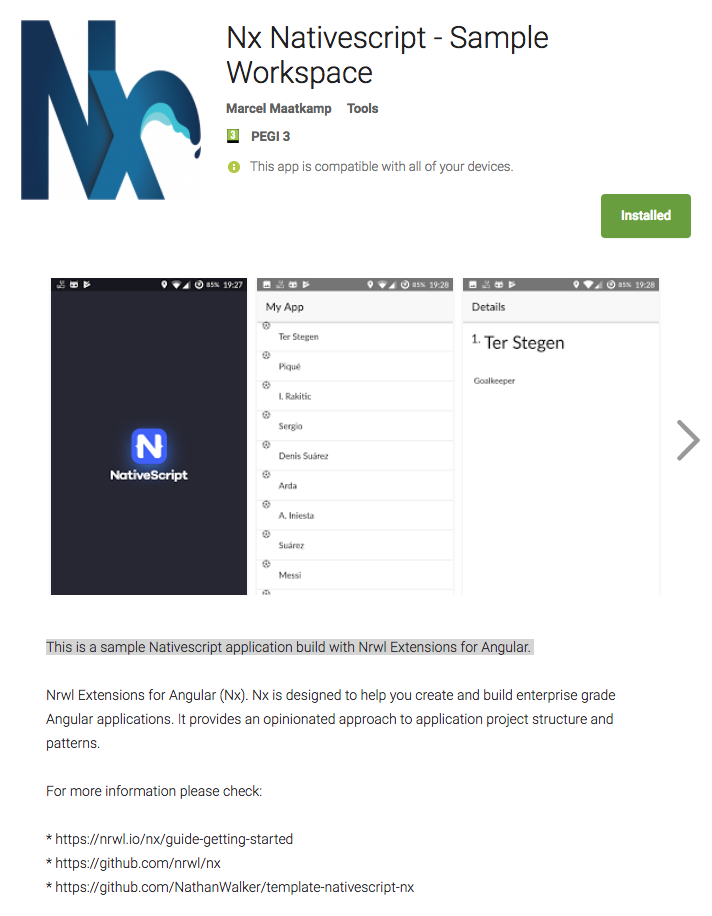 Nx
Nx Nativescript - Sample
Workspace
Marcel Maatkamp Tools
3 PEGI 3
This app is compatible with all of your devices.
Installed
85% 19:27
N
NativeScript
85% 19:28
My App
Ter Stegen
Piqué
I. Rakitic
Sergio
Denis Suárez
Arda
A. Iniesta
Suárez
Messi
85% 19:28
Details
1. Ter Stegen
Goalkeeper
This is a sample Nativescript application build with Nrwl Extensions for Angular.
Nrwl Extensions for Angular (Nx). Nx is designed to help you create and build enterprise grade
Angular applications. It provides an opinionated approach to application project structure and
patterns.
For more information please check:
* https://nrwl.io/nx/guide-getting-started
* https://github.com/nrwl/nx
* https://github.com/NathanWalker/template-nativescript-nx